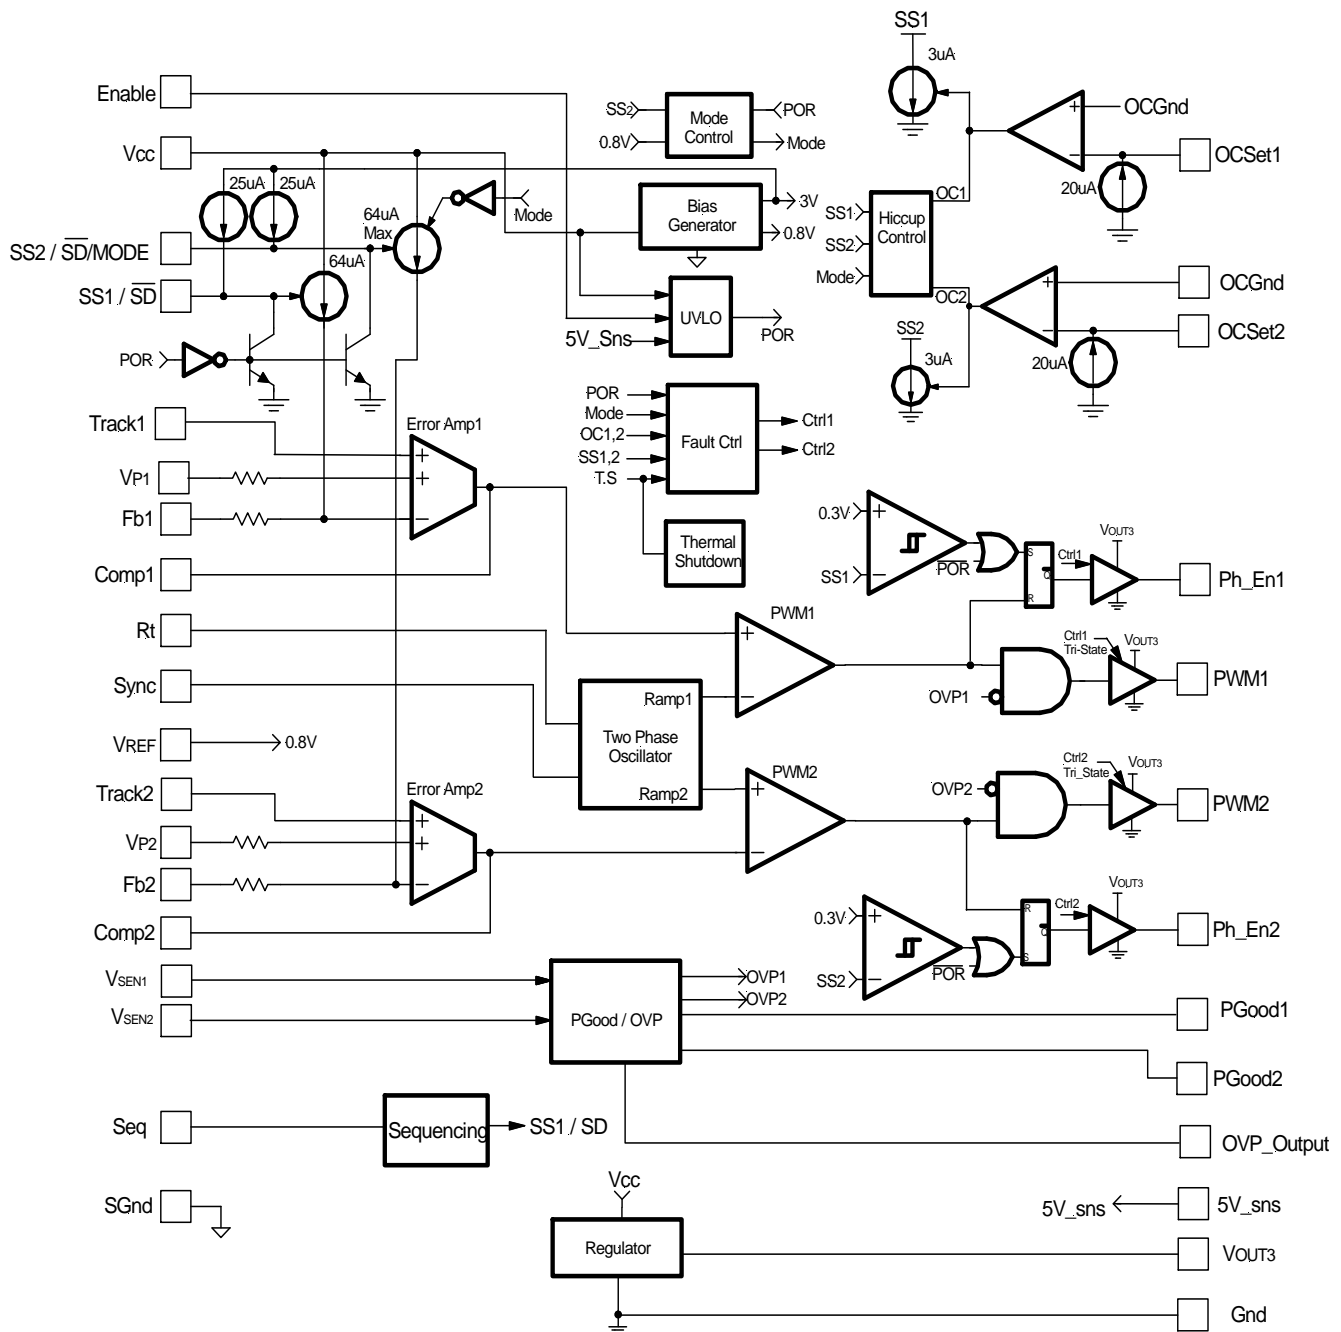 SS1
3uA
Enable
SS2
Mode
Control
POR
0.8V
Mode
OCGnd
OCSet1
20uA
Vcc
25uA
25uA
64uA
Max
Mode
Bias
Generator
3V
0.8V
OC1
SS1
Hiccup
Control
SS2
Mode
OC2
SS2 / SD/MODE
64uA
SS1 / SD
OCGnd
OCSet2
20uA
SS2
3uA
UVLO
POR
5V_Sns
POR
Track1
Error Amp1
+
+
−
VP1
Fb1
Comp1
POR
Mode
OC1,2
SS1,2
T.S
Fault Ctrl
Ctrl1
Ctrl2
Thermal
Shutdown
0.3V
+
SS1
−
POR
S
R
Q
Ctrl1
VOUT3
Ph_En1
Rt
PWM1
+
−
Ctrl1
Tri-State
VOUT3
PWM1
OVP1
Sync
Ramp1
Two Phase
Oscillator
Ramp2
VREF
0.8V
PWM2
+
−
Ctrl2
Tri_State
VOUT3
OVP2
PWM2
Track2
Error Amp2
+
+
−
VP2
Fb2
Comp2
0.3V
+
SS2
−
POR
R
S
Q
Ctrl2
VOUT3
Ph_En2
VSEN1
VSEN2
PGood / OVP
OVP1
OVP2
PGood1
PGood2
Seq
Sequencing
SS1 / SD
OVP_Output
SGnd
Vcc
5V_sns
5V_sns
Regulator
VOUT3
Gnd